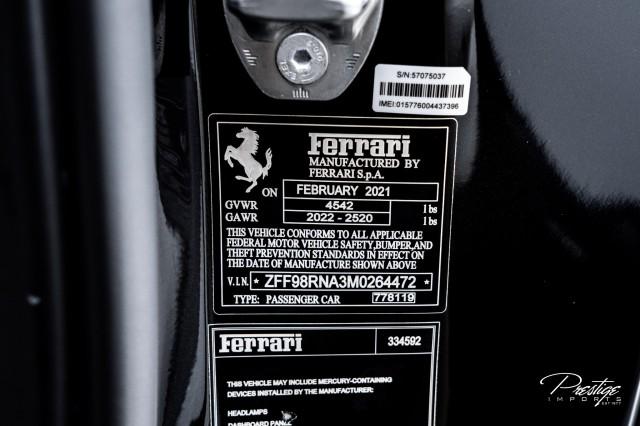 S/N:57075037
IMEI:015776004437396
Ferrari
MANUFACTURED BY
FERRARI S.p.A.
ON FEBRUARY 2021
GVWR 4542 lbs
GAWR 2022 - 2520 lbs
THIS VEHICLE CONFORMS TO ALL APPLICABLE
FEDERAL MOTOR VEHICLE SAFETY,BUMPER,AND
THEFT PREVENTION STANDARDS IN EFFECT ON
THE DATE OF MANUFACTURE SHOWN ABOVE
V.I.N. * ZFF98RNA3M0264472 *
TYPE: PASSENGER CAR 778119
Ferrari 334592
THIS VEHICLE MAY INCLUDE MERCURY-CONTAINING
DEVICES INSTALLED BY THE MANUFACTURER:
HEADLAMPS
DASHBOARD PANEL
Prestige
IMPORTS